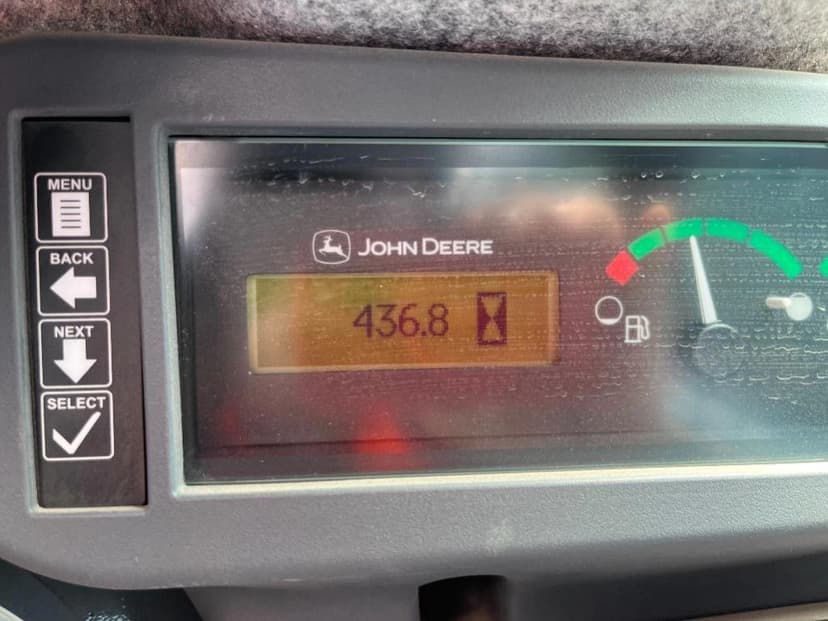 MENU
BACK
NEXT
SELECT
JOHN DEERE
436.8